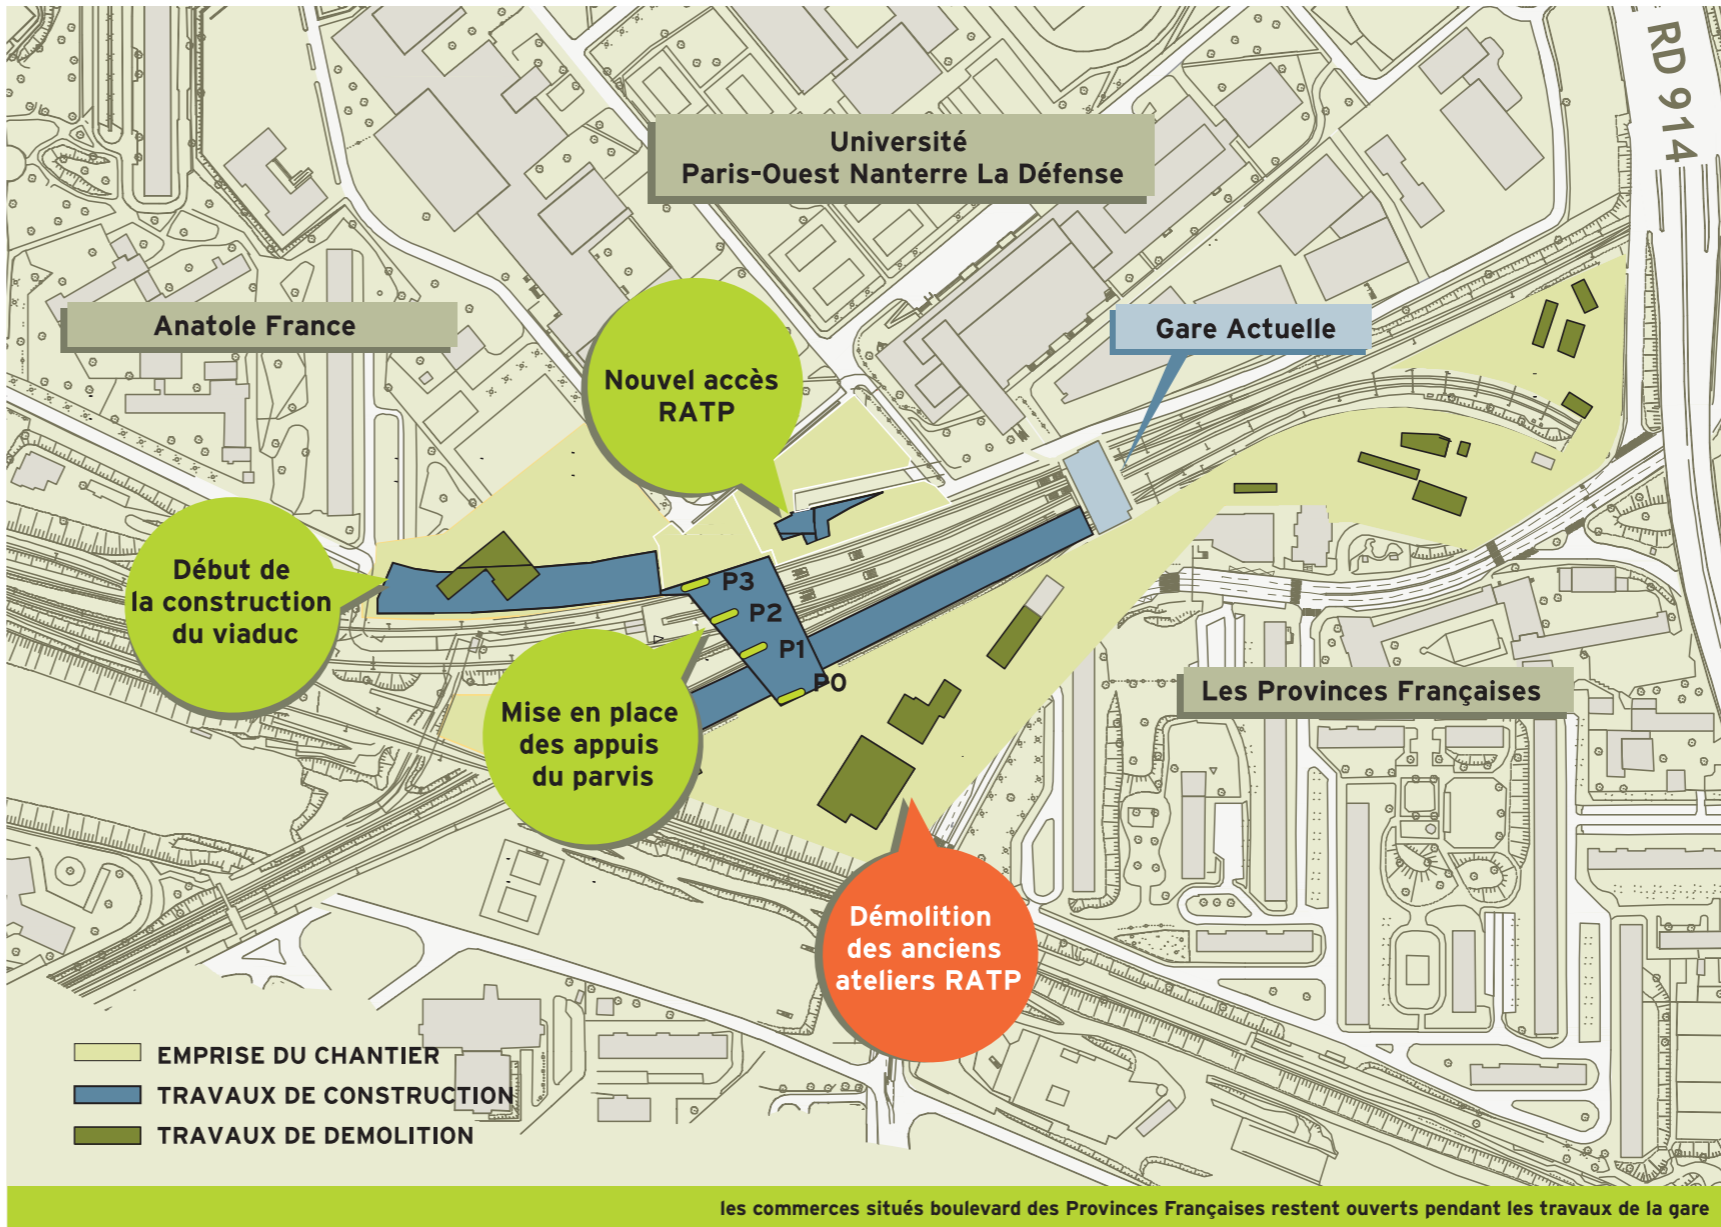 RD 914
Université
Paris-Ouest Nanterre La Défense
Anatole France
Gare Actuelle
Nouvel accès
RATP
Début de
la construction
du viaduc
P3
P2
P1
P0
Mise en place
des appuis
du parvis
Les Provinces Françaises
Démolition
des anciens
ateliers RATP
EMPRISE DU CHANTIER
TRAVAUX DE CONSTRUCTION
TRAVAUX DE DEMOLITION
les commerces situés boulevard des Provinces Françaises restent ouverts pendant les travaux de la gare